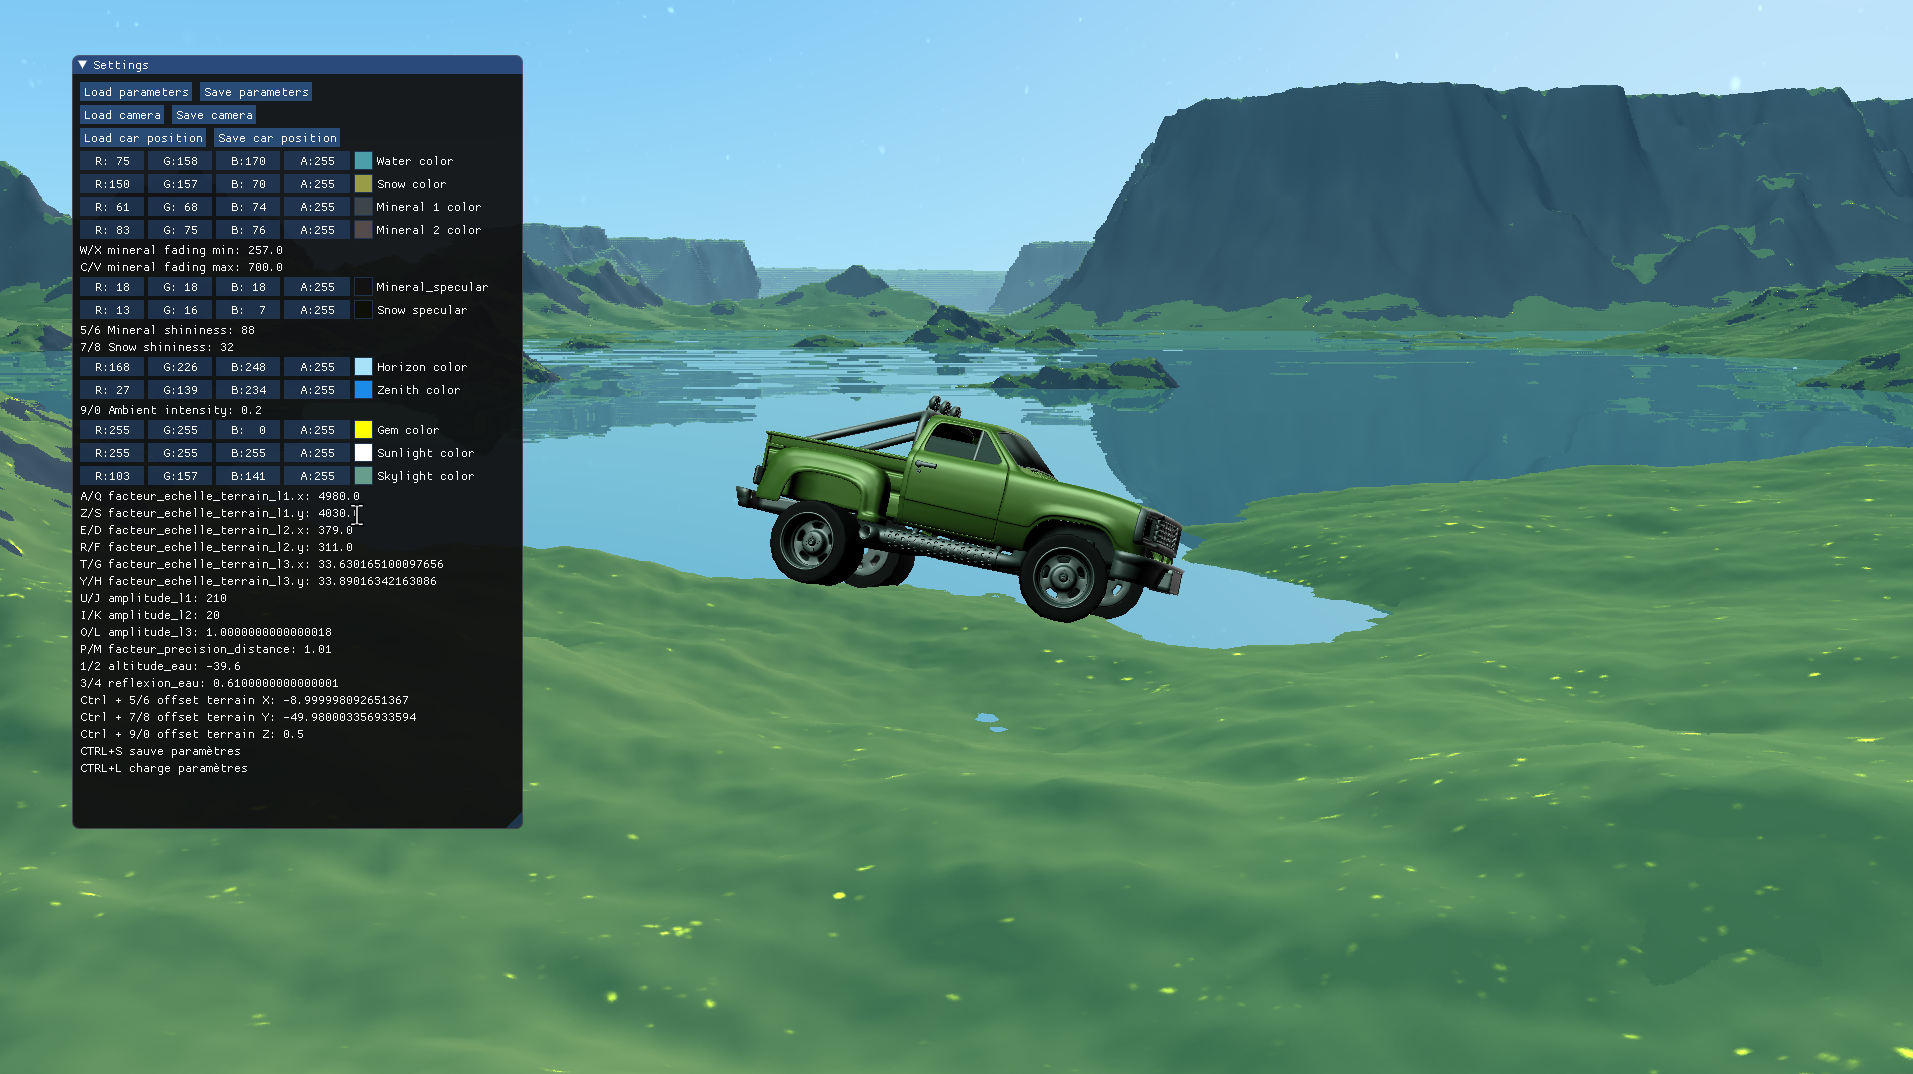 Settings
Load parameters Save parameters
Load camera Save camera
Load car position Save car position
R: 75 G:158 B:170 A:255 Water color
R:150 G:157 B: 70 A:255 Snow color
R: 61 G: 68 B: 74 A:255 Mineral 1 color
R: 83 G: 75 B: 76 A:255 Mineral 2 color
W/X mineral fading min: 257.0
C/V mineral fading max: 700.0
R: 18 G: 18 B: 18 A:255 Mineral_specular
R: 13 G: 16 B: 7 A:255 Snow specular
5/6 Mineral shininess: 88
7/8 Snow shininess: 32
R:168 G:226 B:248 A:255 Horizon color
R: 27 G:139 B:234 A:255 Zenith color
9/0 Ambient intensity: 0.2
R:255 G:255 B: 0 A:255 Gem color
R:255 G:255 B:255 A:255 Sunlight color
R:103 G:157 B:141 A:255 Skylight color
A/Q facteur_echelle_terrain_l1.x: 4980.0
Z/S facteur_echelle_terrain_l1.y: 4030.
E/D facteur_echelle_terrain_l2.x: 379.0
R/F facteur_echelle_terrain_l2.y: 311.0
T/G facteur_echelle_terrain_l3.x: 33.630165100097656
Y/H facteur_echelle_terrain_l3.y: 33.89016342163086
U/J amplitude_l1: 210
I/K amplitude_l2: 20
O/L amplitude_l3: 1.0000000000000018
P/M facteur_precision_distance: 1.01
1/2 altitude_eau: -39.6
3/4 reflexion_eau: 0.6100000000000001
Ctrl + 5/6 offset terrain X: -8.999998092651367
Ctrl + 7/8 offset terrain Y: -49.980003356933594
Ctrl + 9/0 offset terrain Z: 0.5
CTRL+S sauve paramètres
CTRL+L charge paramètres